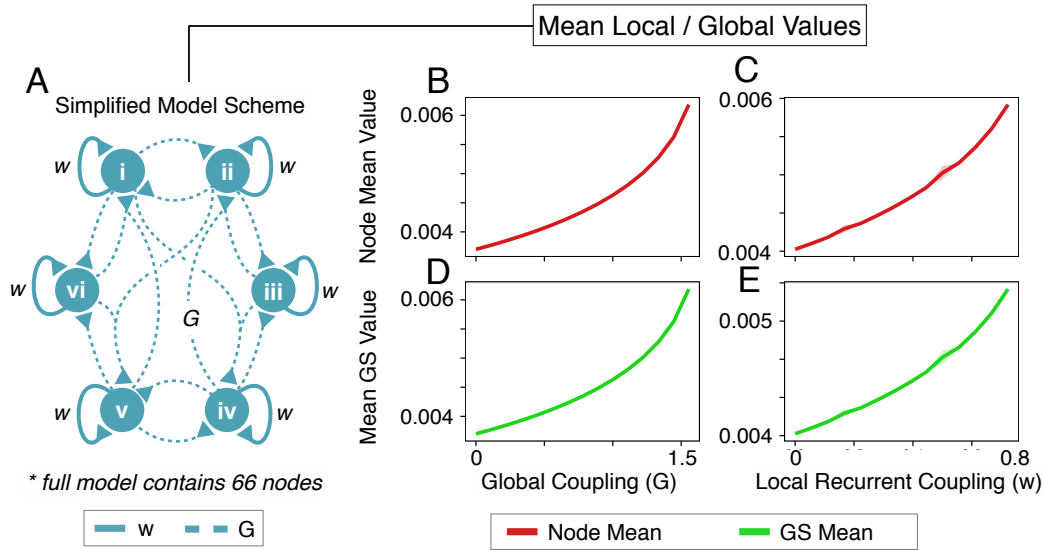 Mean Local / Global Values
A
Simplified Model Scheme
w
i
ii
w
w
vi
iii
w
G
w
v
iv
w
* full model contains 66 nodes
w
G
B
Node Mean Value
0.006
0.004
C
0.006
0.004
D
Mean GS Value
0.006
0.004
0
1.5
Global Coupling (G)
E
0.005
0.004
0
0.8
Local Recurrent Coupling (w)
Node Mean
GS Mean